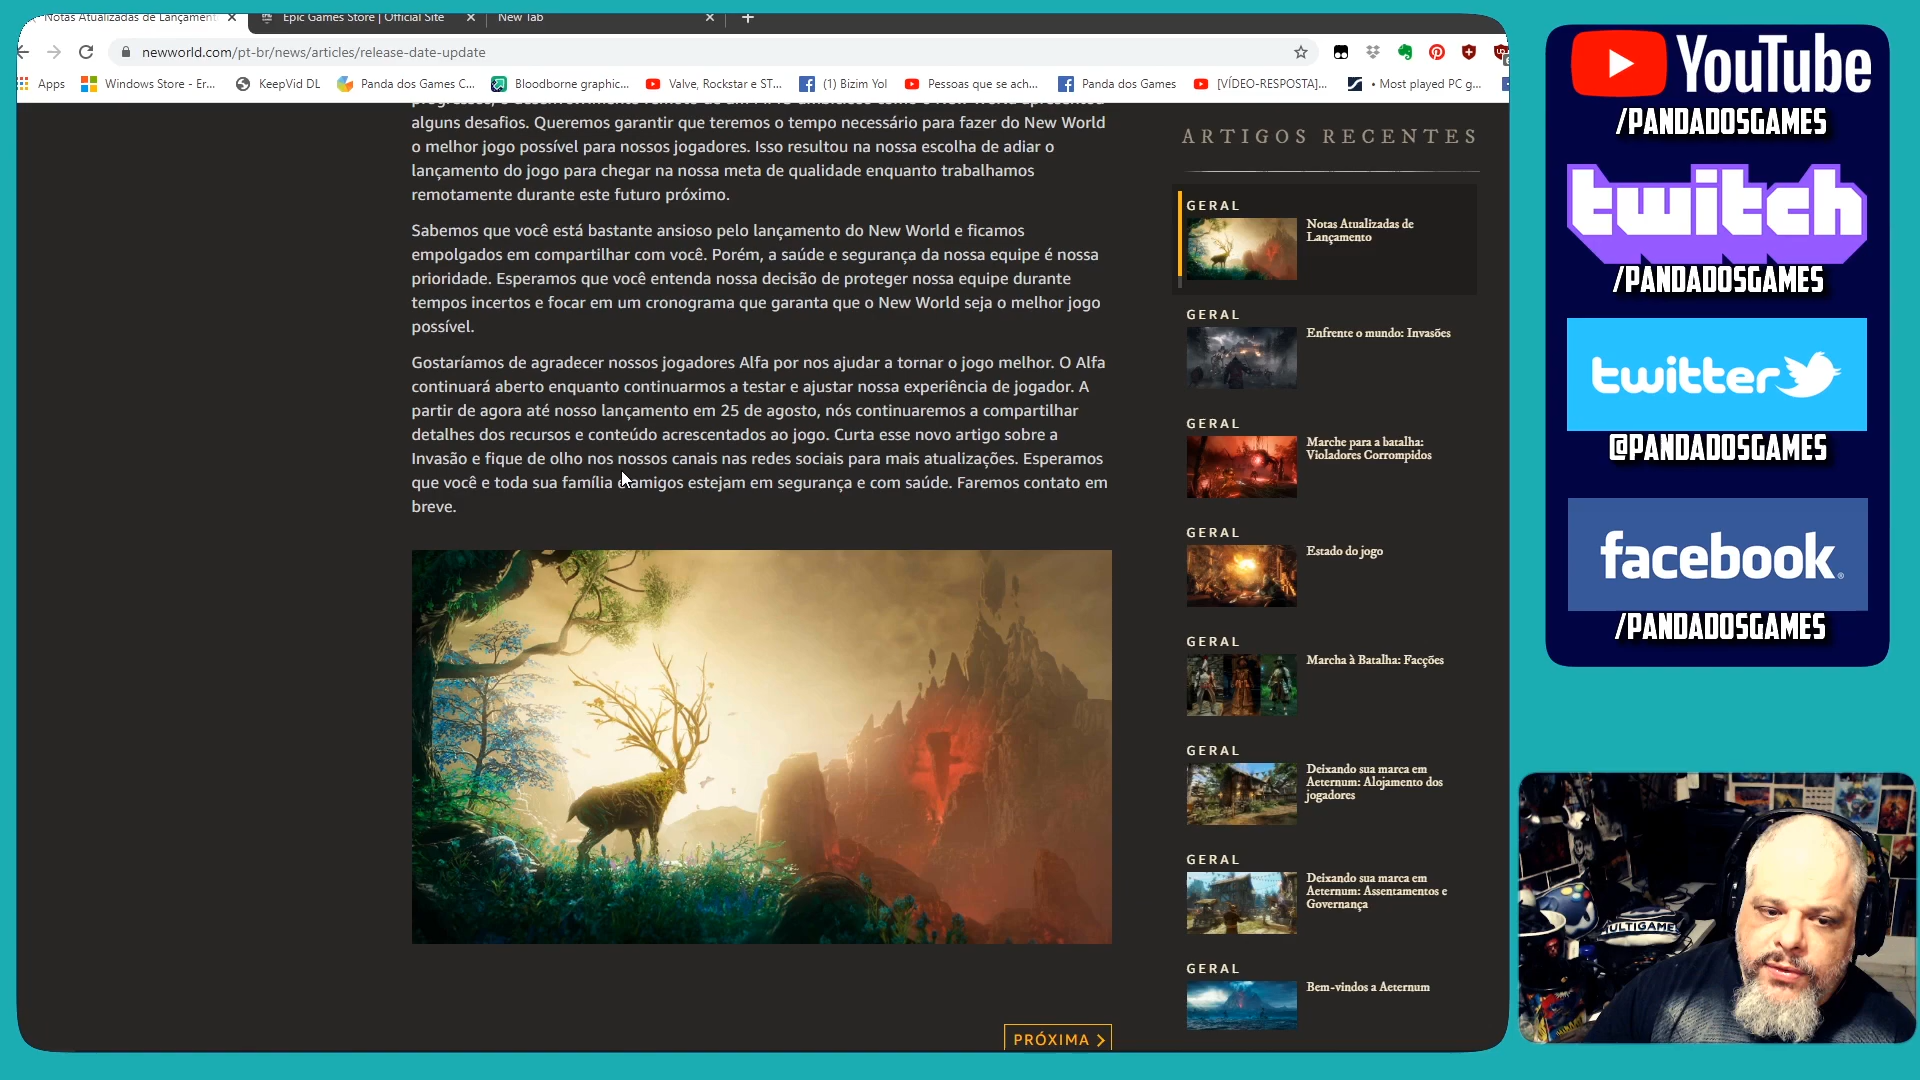 Notas Atualizadas de Lançament
Epic Games Store | Official Site
New Tab
newworld.com/pt-br/news/articles/release-date-update
Apps
Windows Store - Er...
KeepVid DL
Panda dos Games C...
Bloodborne graphic...
Valve, Rockstar e ST...
(1) Bizim Yol
Pessoas que se ach...
Panda dos Games
[VÍDEO-RESPOSTA]...
• Most played PC g...
alguns desafios. Queremos garantir que teremos o tempo necessário para fazer do New World
o melhor jogo possível para nossos jogadores. Isso resultou na nossa escolha de adiar o
lançamento do jogo para chegar na nossa meta de qualidade enquanto trabalhamos
remotamente durante este futuro próximo.
Sabemos que você está bastante ansioso pelo lançamento do New World e ficamos
empolgados em compartilhar com você. Porém, a saúde e segurança da nossa equipe é nossa
prioridade. Esperamos que você entenda nossa decisão de proteger nossa equipe durante
tempos incertos e focar em um cronograma que garanta que o New World seja o melhor jogo
possível.
Gostaríamos de agradecer nossos jogadores Alfa por nos ajudar a tornar o jogo melhor. O Alfa
continuará aberto enquanto continuarmos a testar e ajustar nossa experiência de jogador. A
partir de agora até nosso lançamento em 25 de agosto, nós continuaremos a compartilhar
detalhes dos recursos e conteúdo acrescentados ao jogo. Curta esse novo artigo sobre a
Invasão e fique de olho nos nossos canais nas redes sociais para mais atualizações. Esperamos
que você e toda sua família e amigos estejam em segurança e com saúde. Faremos contato em
breve.
PRÓXIMA
ARTIGOS RECENTES
GERAL
Notas Atualizadas de
Lançamento
GERAL
Enfrente o mundo: Invasões
GERAL
Marche para a batalha:
Violadores Corrompidos
GERAL
Estado do jogo
GERAL
Marcha à Batalha: Facções
GERAL
Deixando sua marca em
Aeternum: Alojamento dos
jogadores
GERAL
Deixando sua marca em
Aeternum: Assentamentos e
Governança
GERAL
Bem-vindos a Aeternum
YouTube
/PANDADOSGAMES
twitch
/PANDADOSGAMES
twitter
@PANDADOSGAMES
facebook
/PANDADOSGAMES
ULTIGAME